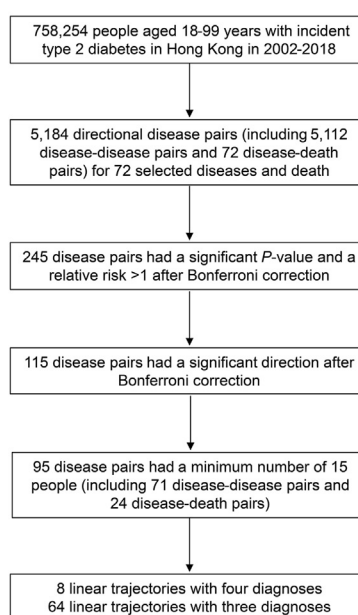 758,254 people aged 18-99 years with incident
type 2 diabetes in Hong Kong in 2002-2018
5,184 directional disease pairs (including 5,112
disease-disease pairs and 72 disease-death
pairs) for 72 selected diseases and death
245 disease pairs had a significant P-value and a
relative risk >1 after Bonferroni correction
115 disease pairs had a significant direction after
Bonferroni correction
95 disease pairs had a minimum number of 15
people (including 71 disease-disease pairs and
24 disease-death pairs)
8 linear trajectories with four diagnoses
64 linear trajectories with three diagnoses